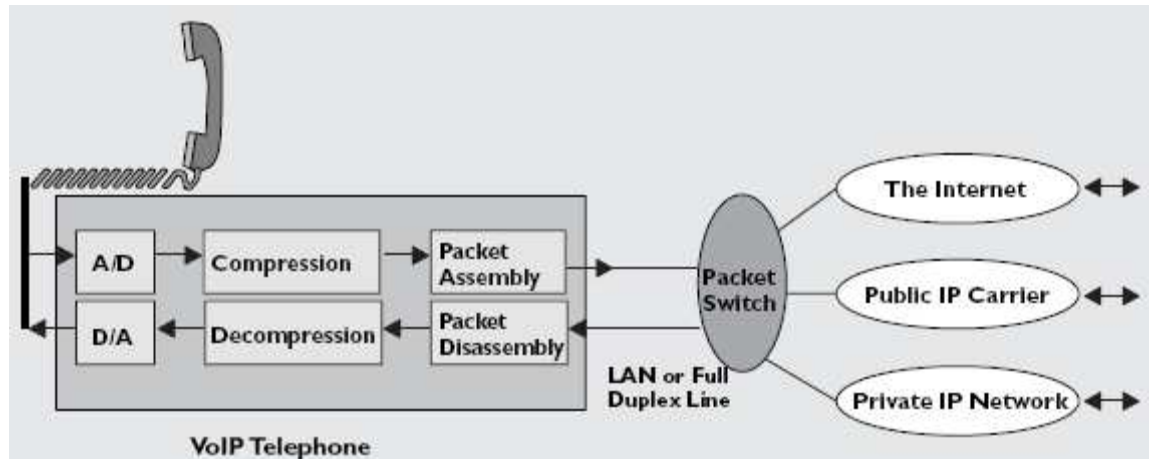 The Internet
A/D
Compression
Packet
Assembly
Packet
Switch
Public IP Carrier
D/A
Decompression
Packet
Disassembly
LAN or Full
Duplex Line
Private IP Network
VoIP Telephone